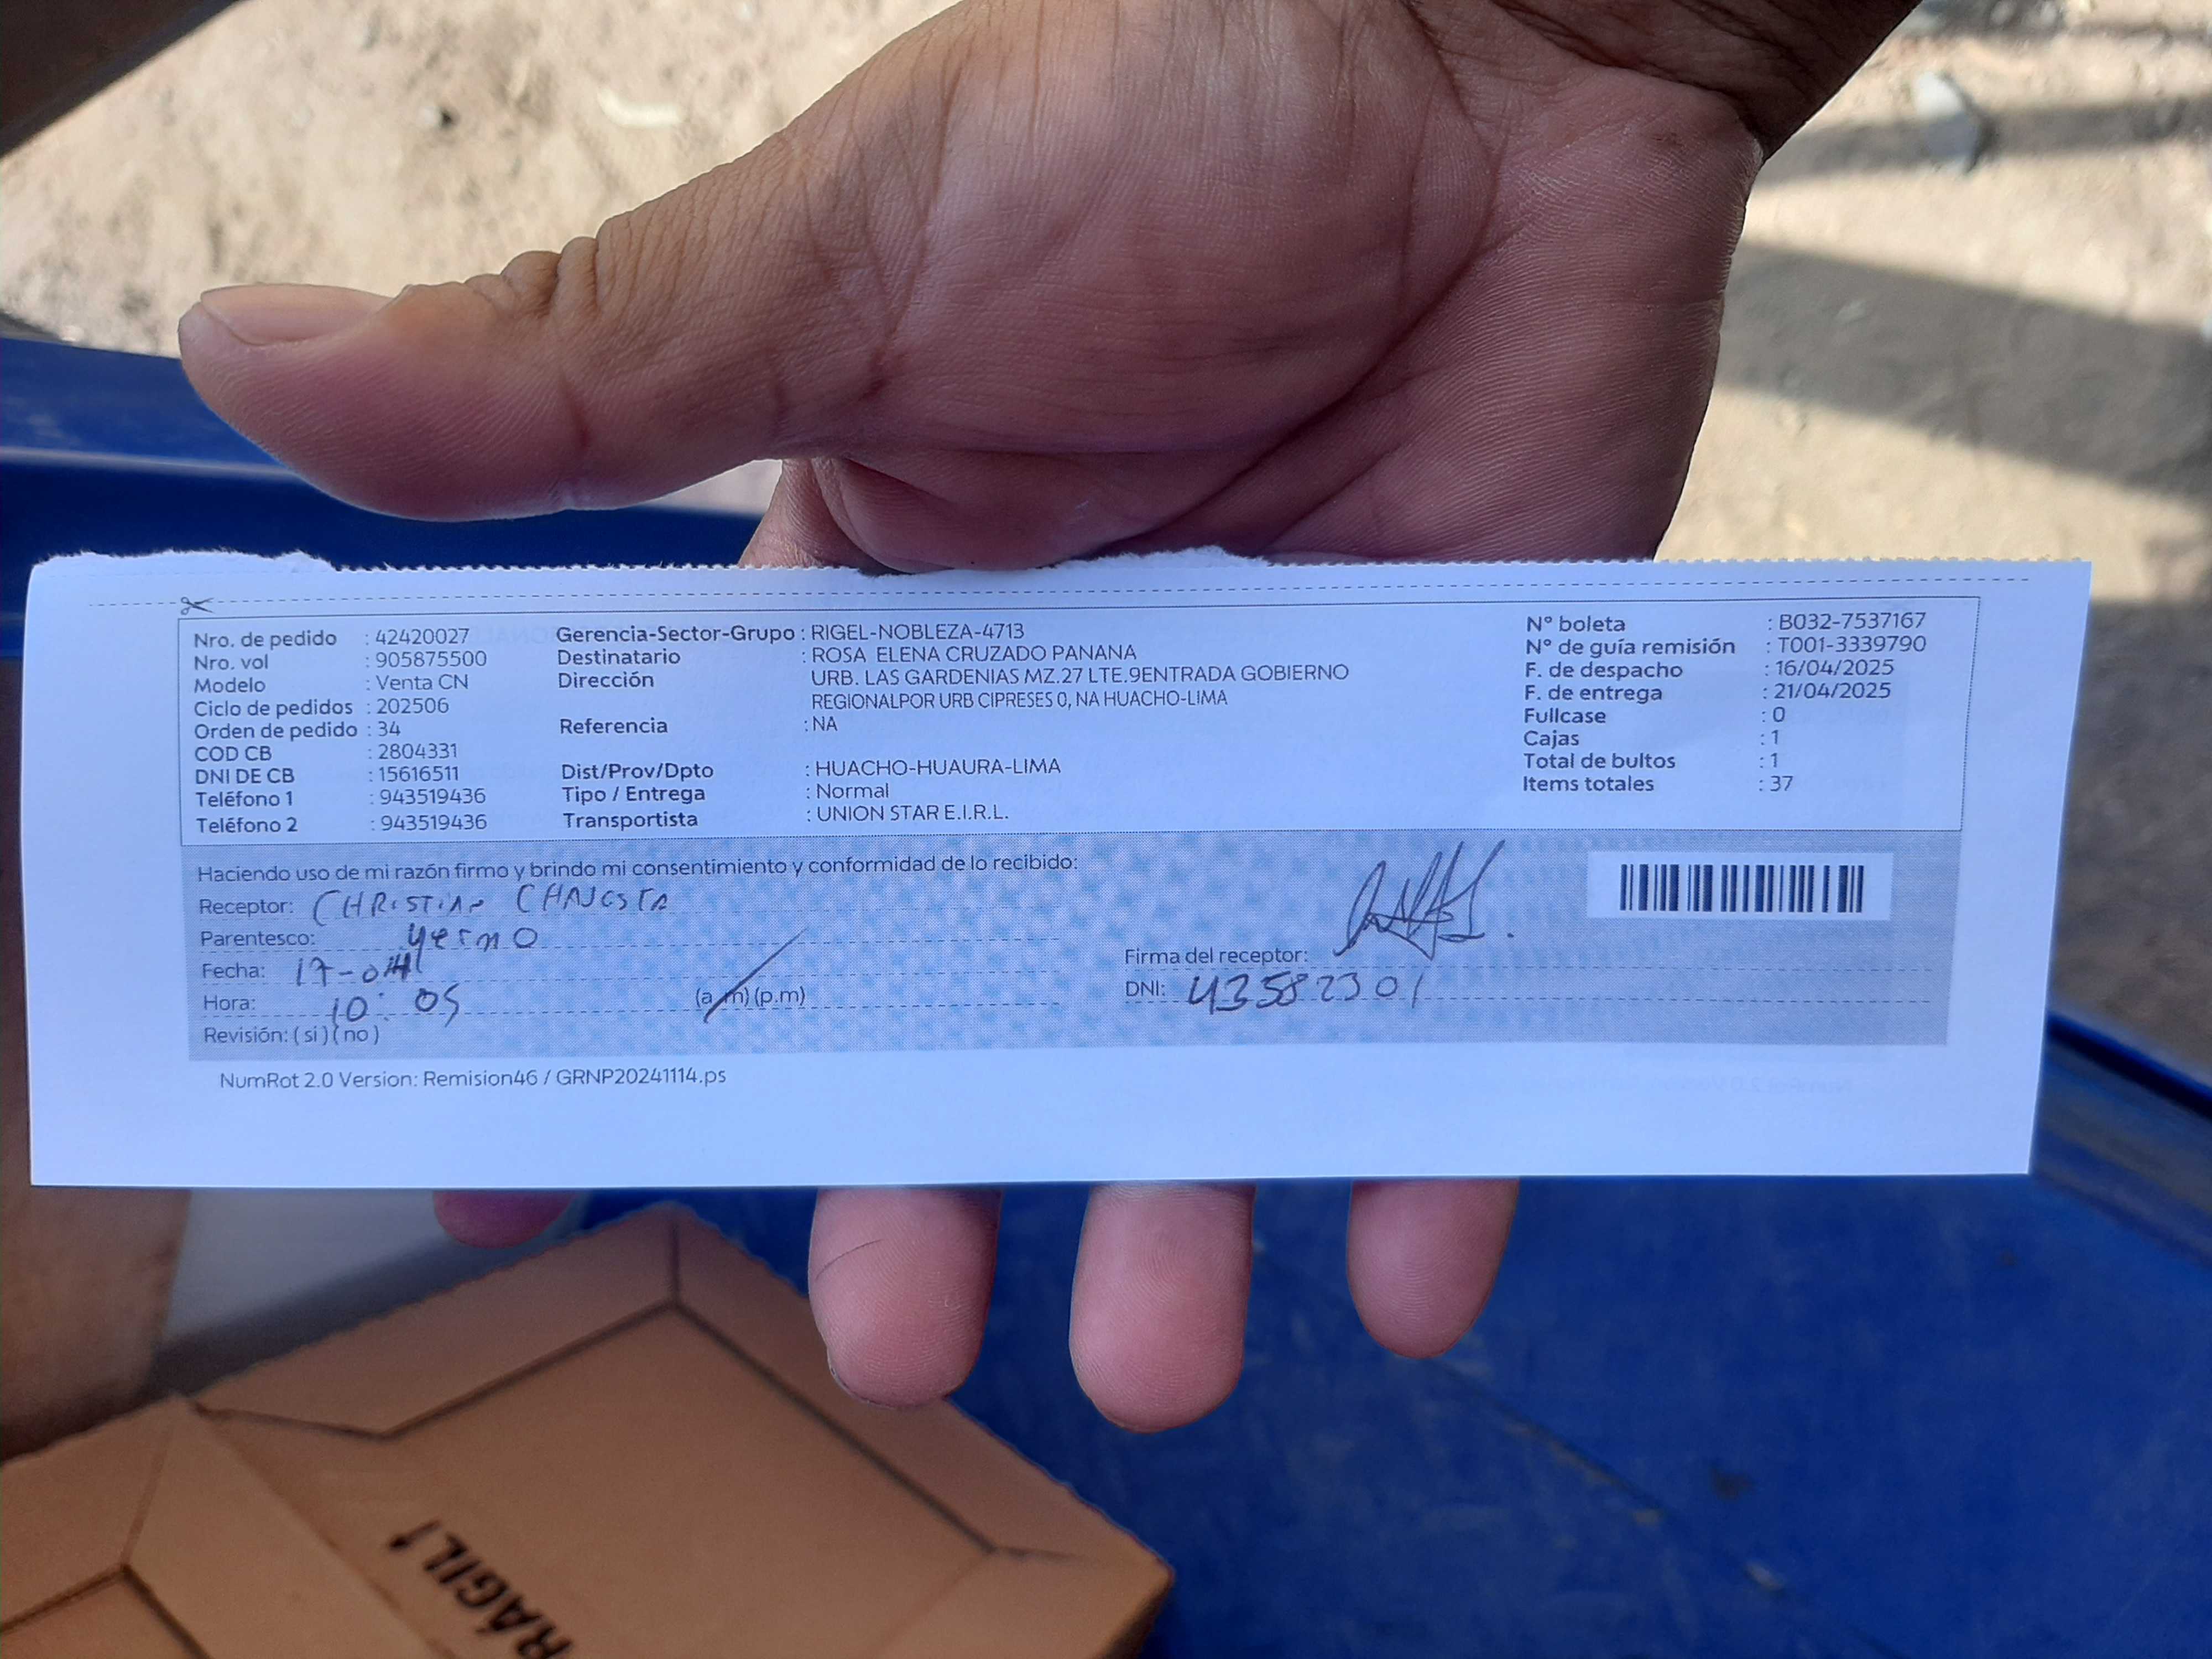 Nro. de pedido : 42420027
Nro. vol : 905875500
Modelo : Venta CN
Ciclo de pedidos : 202506
Orden de pedido : 34
COD CB : 2804331
DNI DE CB : 15616511
Teléfono 1 : 943519436
Teléfono 2 : 943519436
Gerencia-Sector-Grupo : RIGEL-NOBLEZA-4713
Destinatario : ROSA ELENA CRUZADO PANANA
Dirección URB. LAS GARDENIAS MZ.27 LTE.9ENTRADA GOBIERNO
REGIONALPOR URB CIPRESES 0, NA HUACHO-LIMA
Referencia : NA
Dist/Prov/Dpto : HUACHO-HUAURA-LIMA
Tipo / Entrega : Normal
Transportista : UNION STAR E.I.R.L.
N° boleta : B032-7537167
N° de guía remisión : T001-3339790
F. de despacho : 16/04/2025
F. de entrega : 21/04/2025
Fullcase : 0
Cajas : 1
Total de bultos : 1
Items totales : 37
Haciendo uso de mi razón firmo y brindo mi consentimiento y conformidad de lo recibido:
Receptor: CHRISTIAN
Parentesco: yerno
Fecha: 17-04
Hora: 10:05 (a.m) (p.m)
Revisión: ( si ) ( no )
Firma del receptor:
DNI: 43582301
NumRot 2.0 Version: Remision46 / GRNP20241114.ps
RÁGIL!